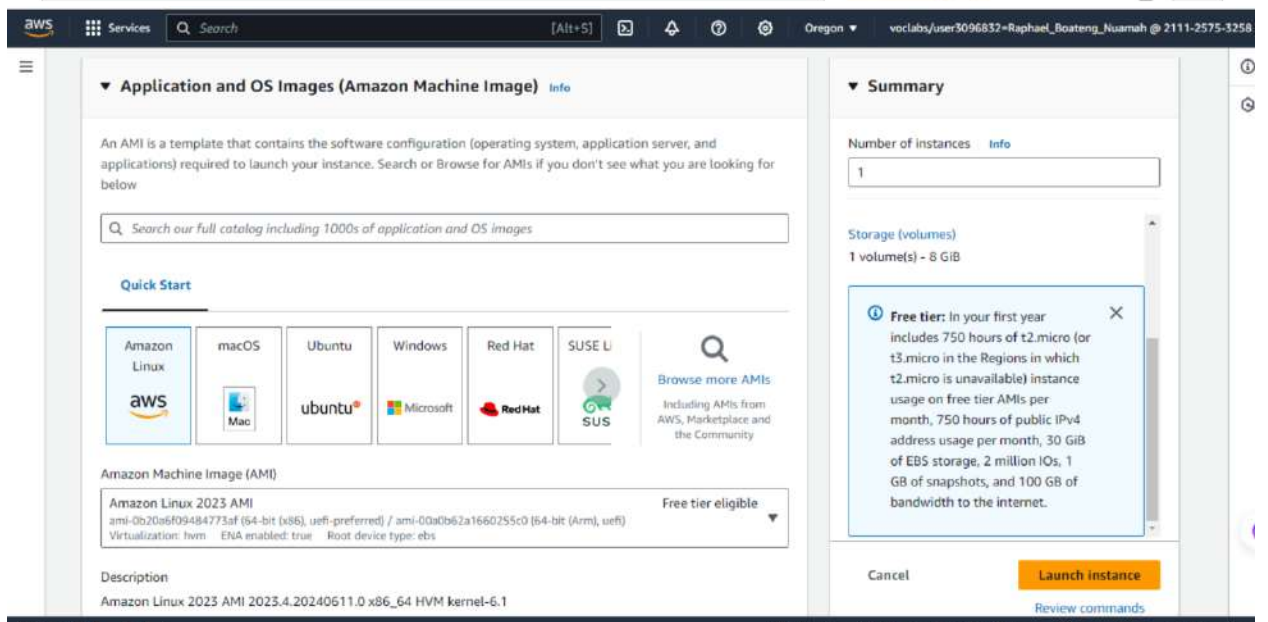 aws Services Search [Alt+S] Oregon ▼ voclabs/user3096832=Raphael_Boateng_Nuamah @ 2111-2575-3258
▼ Application and OS Images (Amazon Machine Image) Info
An AMI is a template that contains the software configuration (operating system, application server, and
applications) required to launch your instance. Search or Browse for AMIs if you don't see what you are looking for
below
Search our full catalog including 1000s of application and OS images
Quick Start
Amazon
Linux
aws
macOS
Mac
Ubuntu
ubuntu®
Windows
Microsoft
Red Hat
Red Hat
SUSE Li
SUS
Browse more AMIs
Including AMIs from
AWS, Marketplace and
the Community
Amazon Machine Image (AMI)
Amazon Linux 2023 AMI Free tier eligible
ami-0b20a6f09484773af (64-bit (x86), uefi-preferred) / ami-00a0b62a1660255c0 (64-bit (Arm), uefi)
Virtualization: hvm ENA enabled: true Root device type: ebs
Description
Amazon Linux 2023 AMI 2023.4.20240611.0 x86_64 HVM kernel-6.1
▼ Summary
Number of instances Info
1
Storage (volumes)
1 volume(s) - 8 GiB
Free tier: In your first year
includes 750 hours of t2.micro (or
t3.micro in the Regions in which
t2.micro is unavailable) instance
usage on free tier AMIs per
month, 750 hours of public IPv4
address usage per month, 30 GiB
of EBS storage, 2 million IOs, 1
GB of snapshots, and 100 GB of
bandwidth to the internet.
Cancel
Launch instance
Review commands